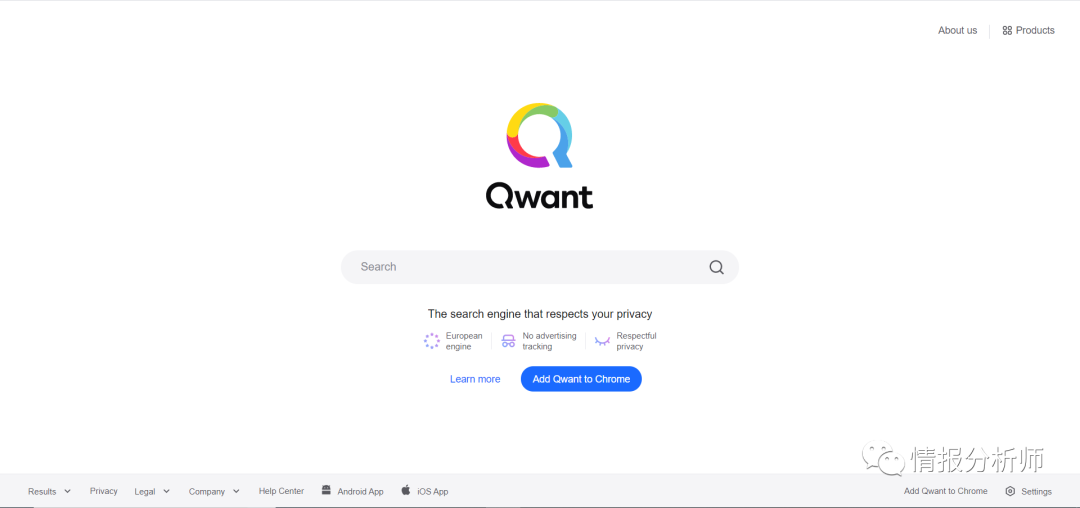 About us
Products
Qwant
Search
The search engine that respects your privacy
European
engine
No advertising
tracking
Respectful
privacy
Learn more
Add Qwant to Chrome
情报分析师
Results
Privacy
Legal
Company
Help Center
Android App
iOS App
Add Qwant to Chrome
Settings